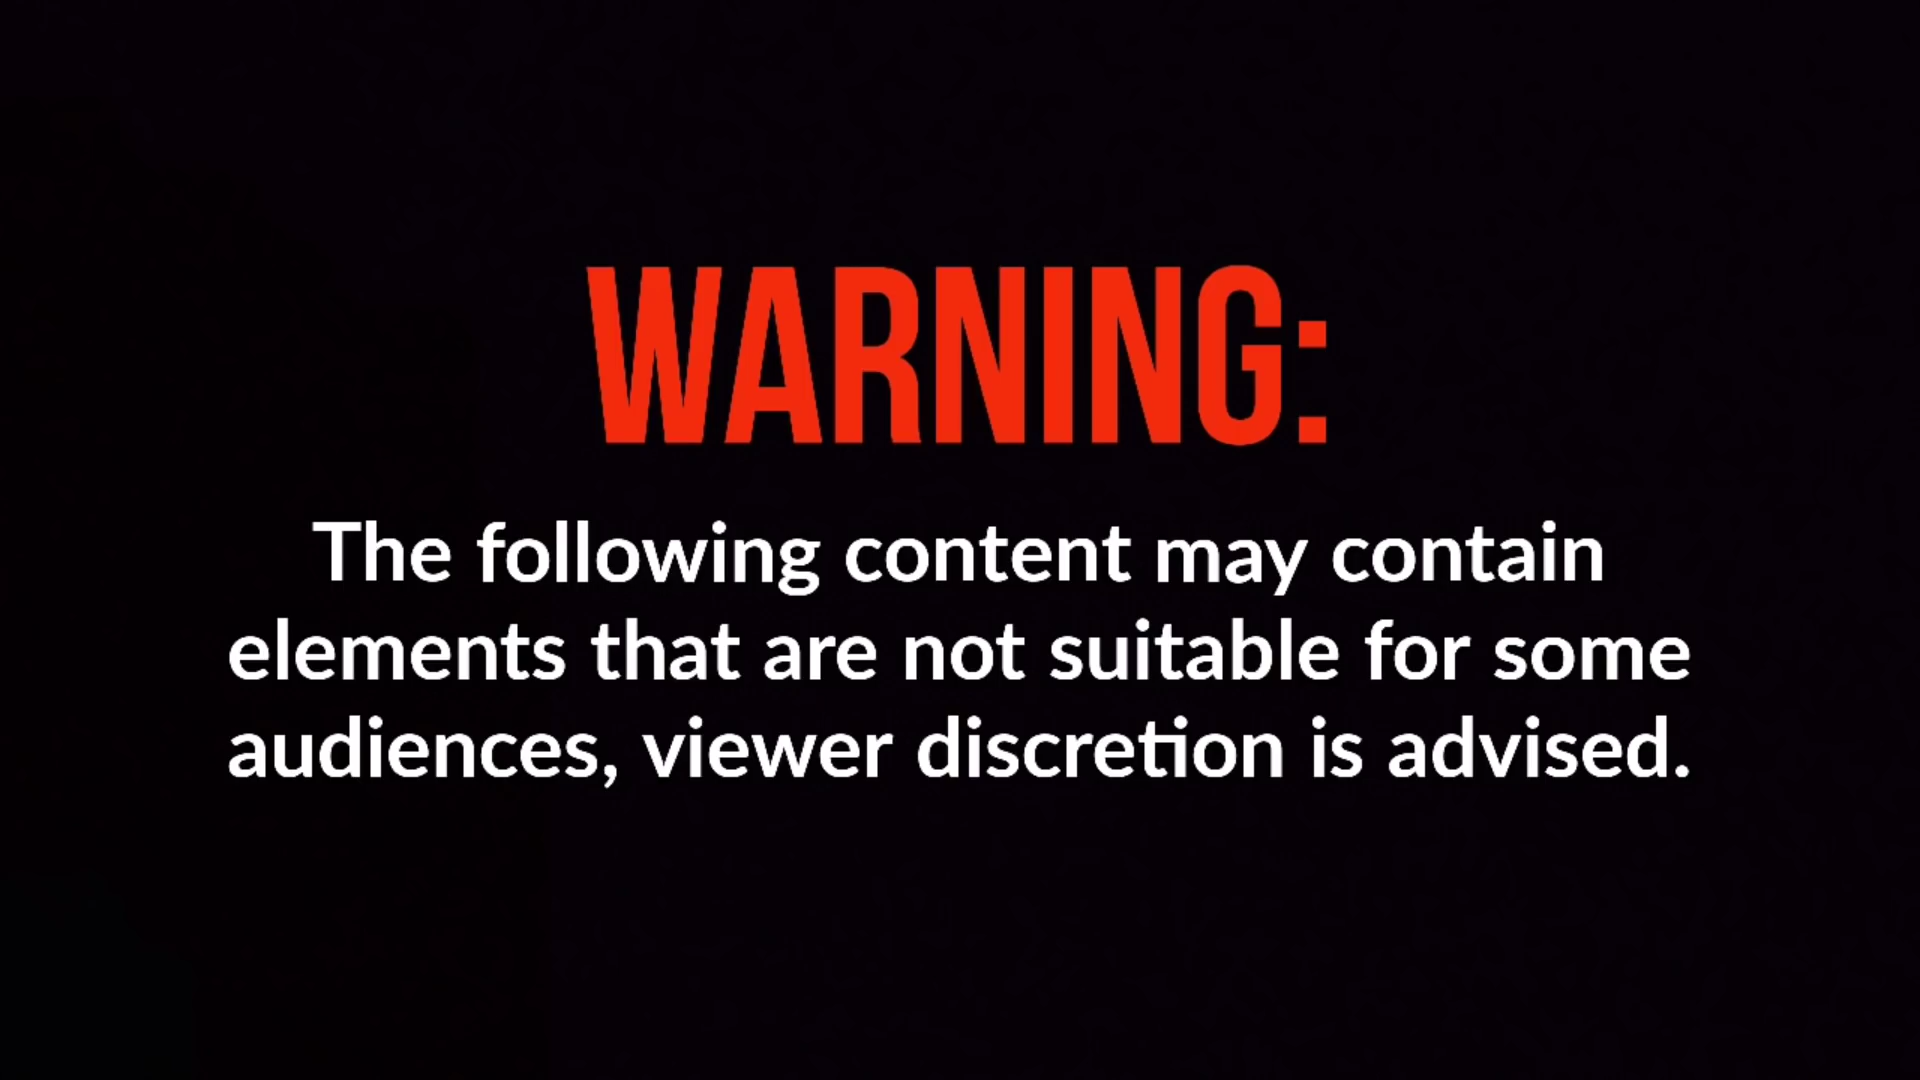 WARNING:
The following content may contain
elements that are not suitable for some
audiences, viewer discretion is advised.